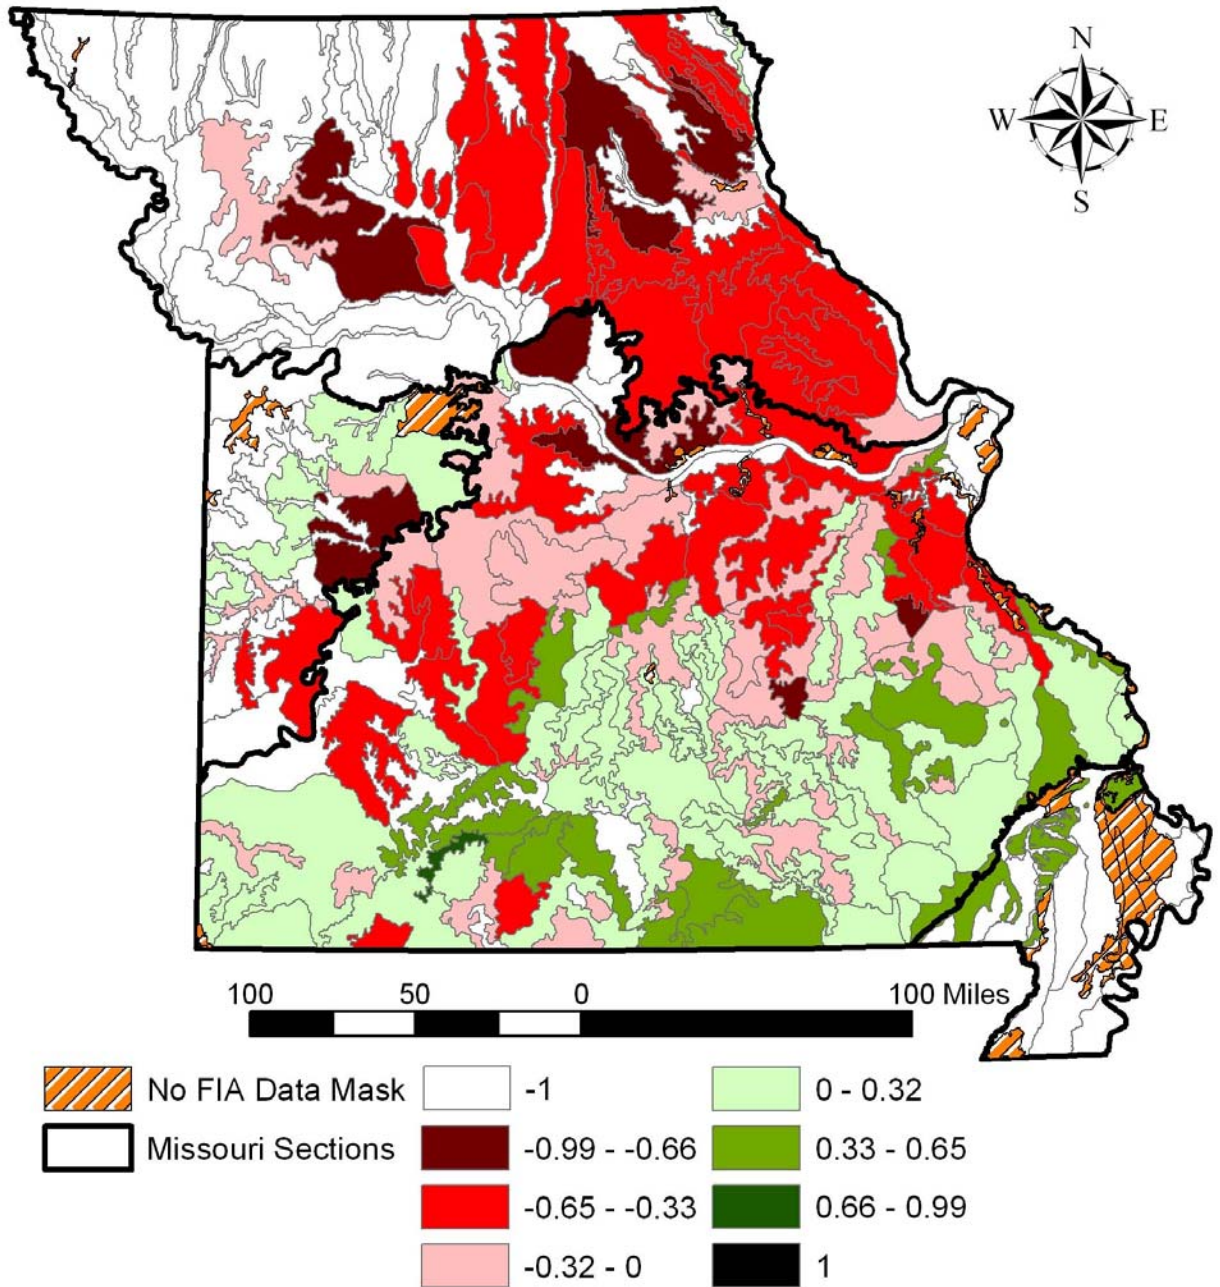 N
W E
S
100 50 0 100 Miles
No FIA Data Mask -1 0 - 0.32
Missouri Sections -0.99 - -0.66 0.33 - 0.65
-0.65 - -0.33 0.66 - 0.99
-0.32 - 0 1